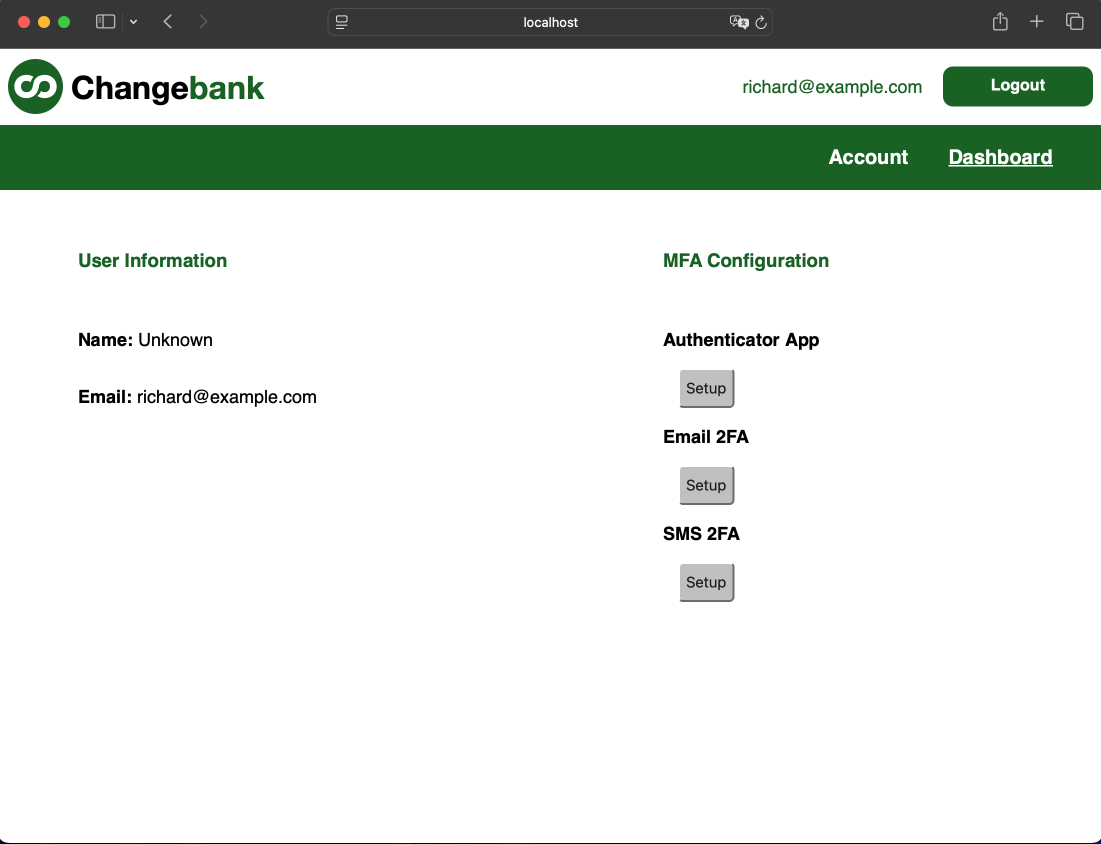 localhost
Changebank
richard@example.com
Logout
Account
Dashboard
User Information
Name: Unknown
Email: richard@example.com
MFA Configuration
Authenticator App
Setup
Email 2FA
Setup
SMS 2FA
Setup